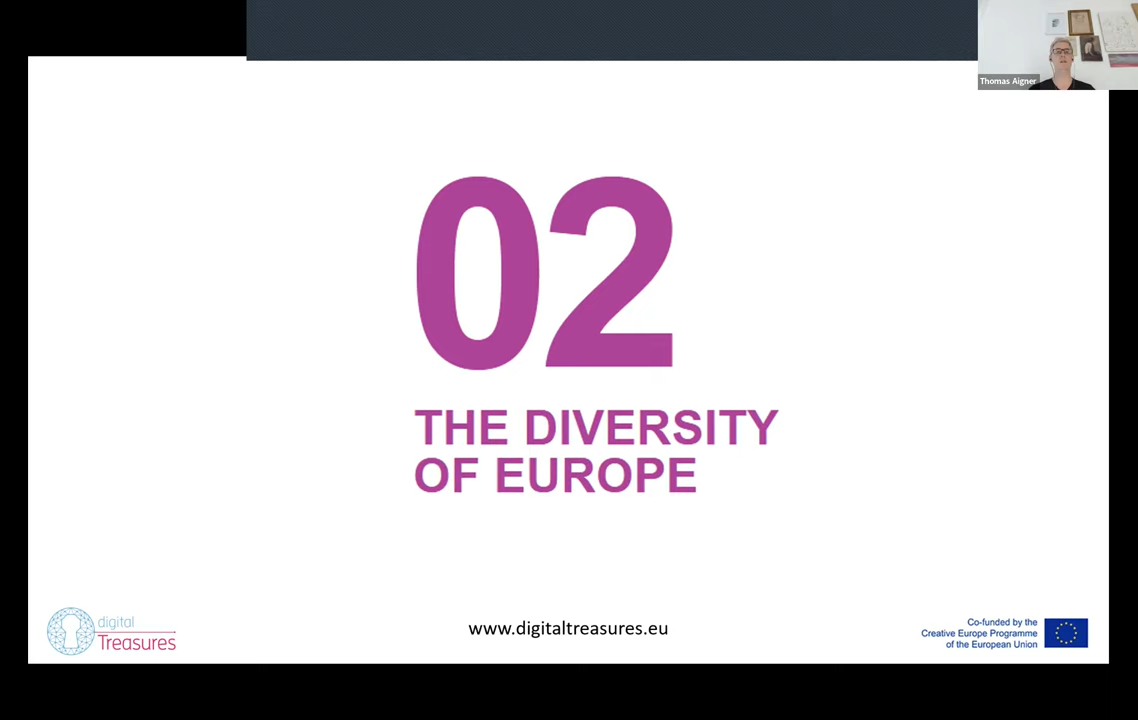 Thomas Aigner
02
THE DIVERSITY
OF EUROPE
digital
Treasures
www.digitaltreasures.eu
Co-funded by the
Creative Europe Programme
of the European Union